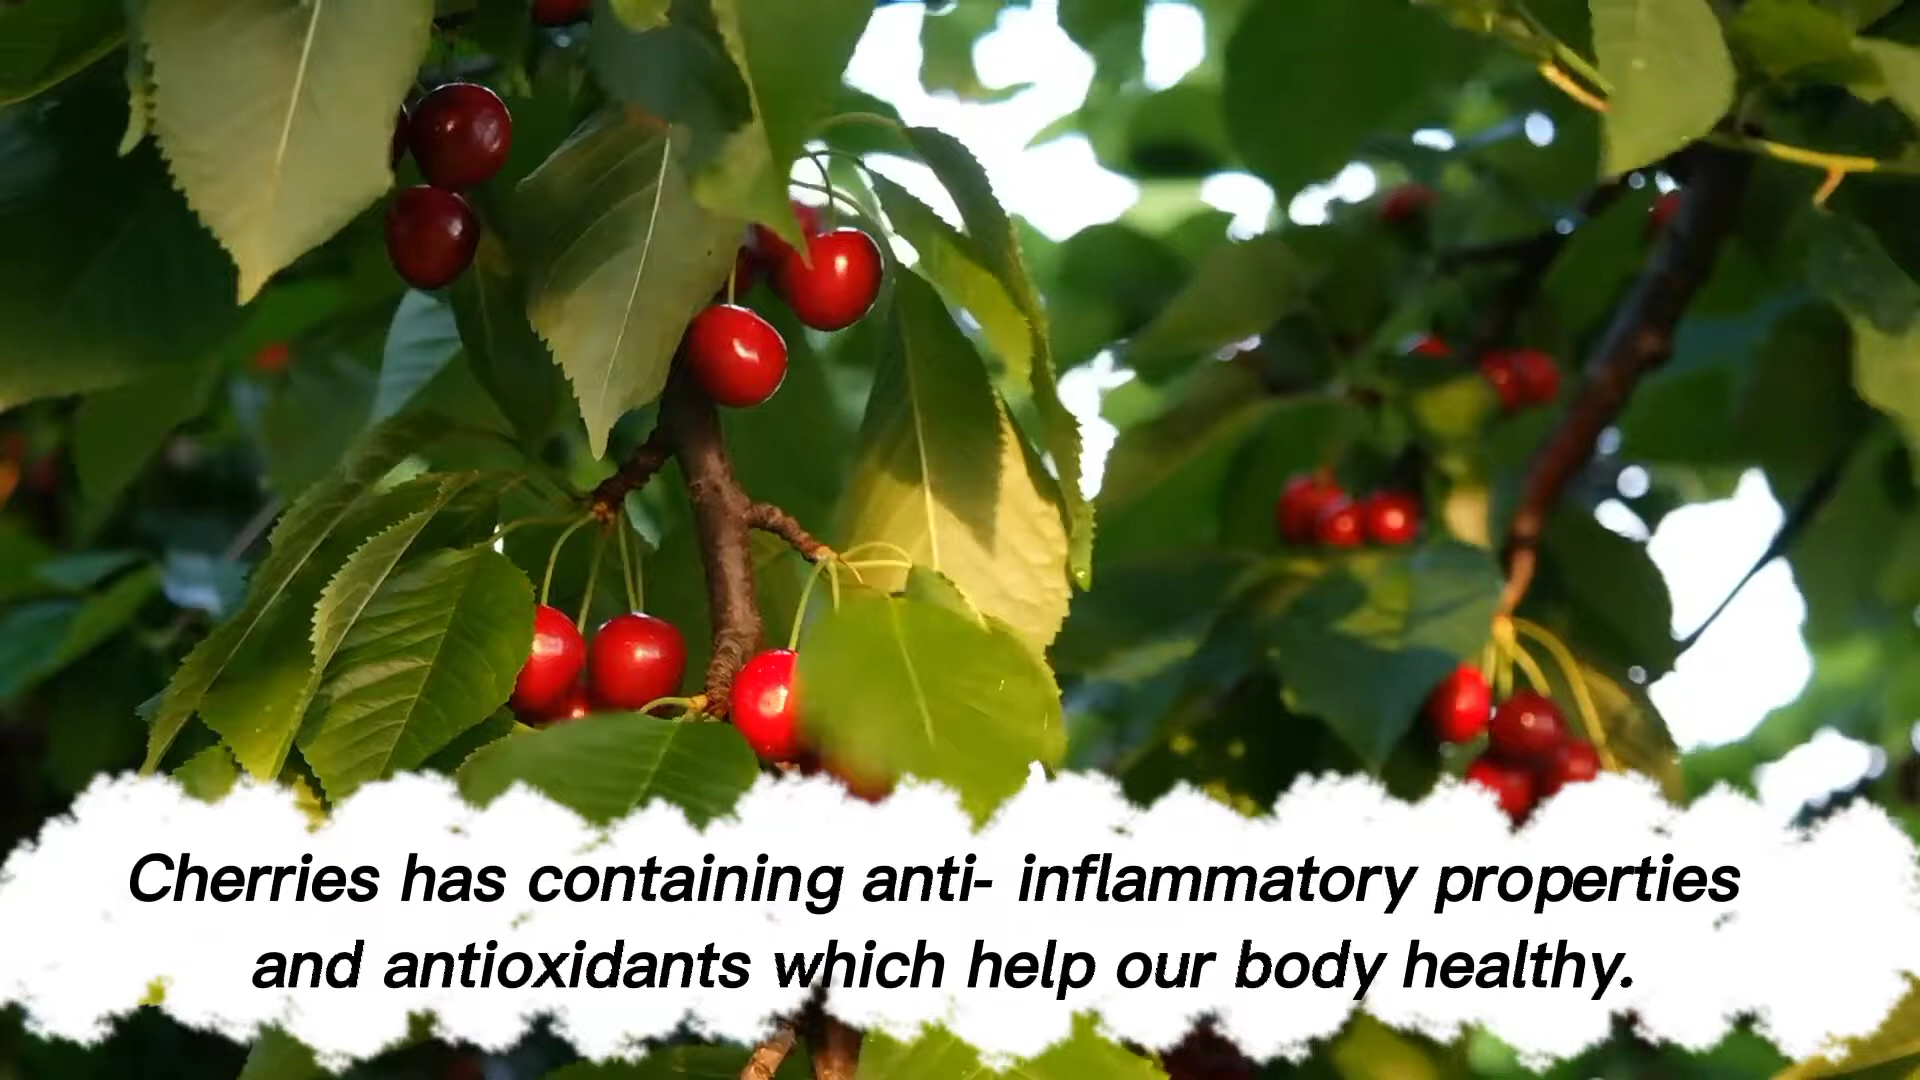 Cherries has containing anti- inflammatory properties
and antioxidants which help our body healthy.